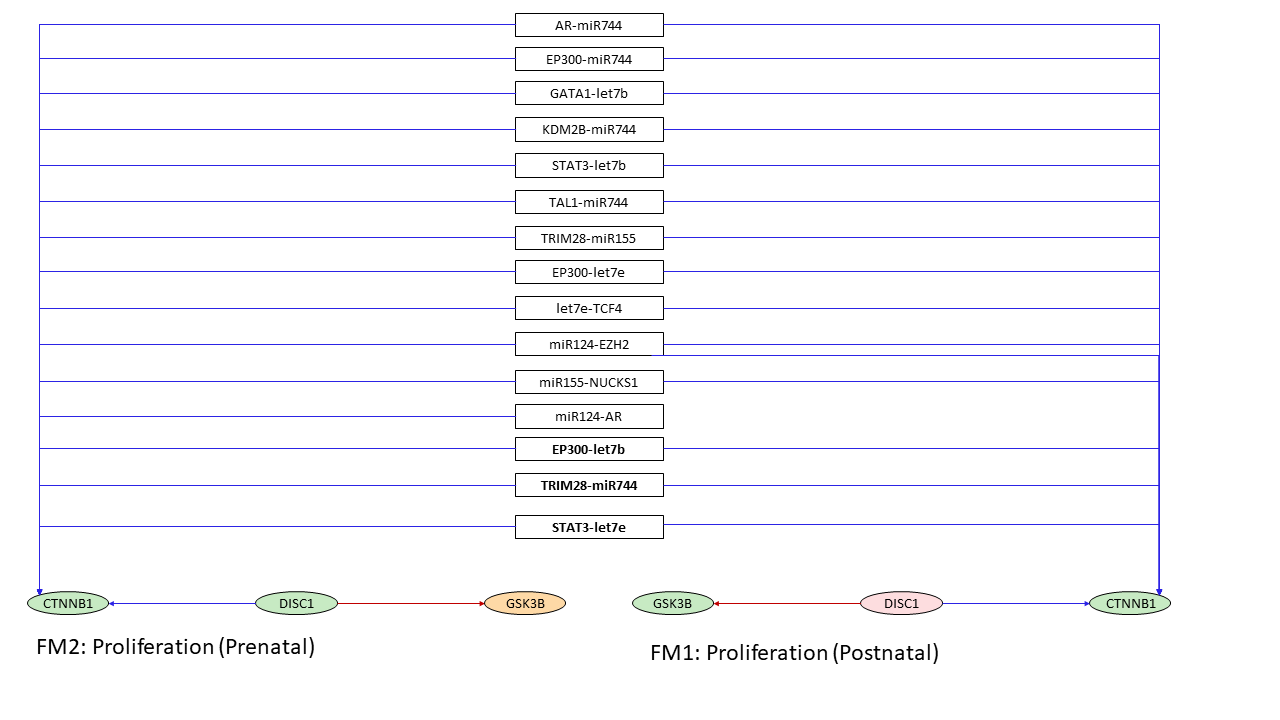 AR-miR744
EP300-miR744
GATA1-let7b
KDM2B-miR744
STAT3-let7b
TAL1-miR744
TRIM28-miR155
EP300-let7e
let7e-TCF4
miR124-EZH2
miR155-NUCKS1
miR124-AR
EP300-let7b
TRIM28-miR744
STAT3-let7e
CTNNB1 DISC1 GSK3B GSK3B DISC1 CTNNB1
FM2: Proliferation (Prenatal)
FM1: Proliferation (Postnatal)